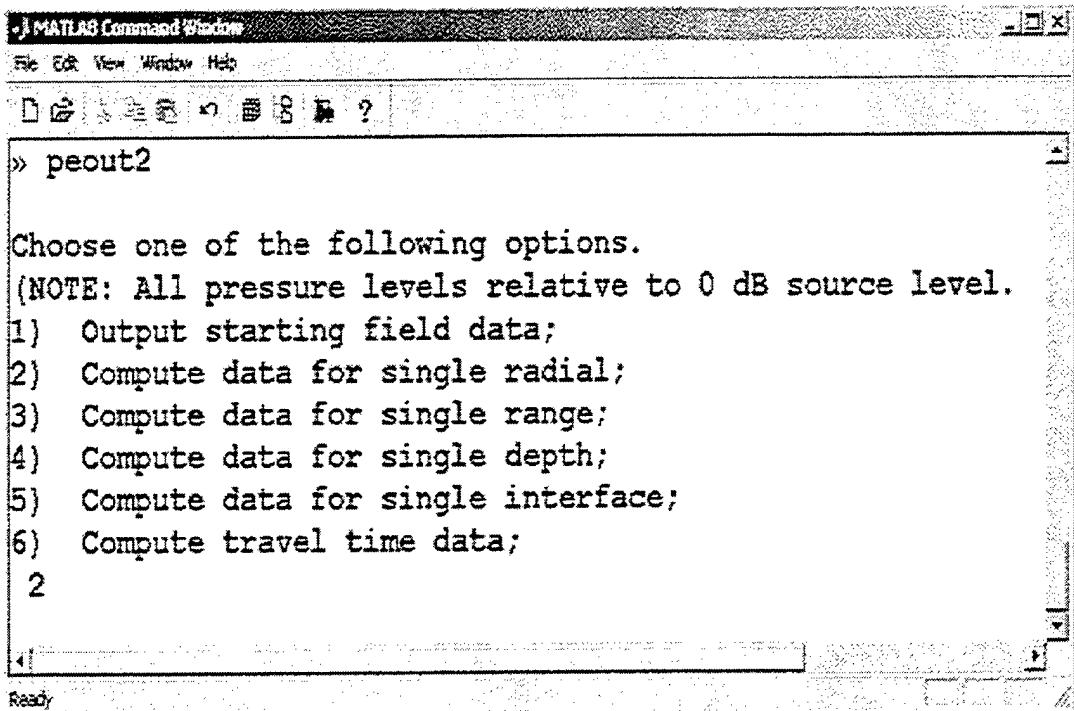 MATLAB Command Window
File Edit View Window Help
?
» peout2
Choose one of the following options.
(NOTE: All pressure levels relative to 0 dB source level.
1) Output starting field data;
2) Compute data for single radial;
3) Compute data for single range;
4) Compute data for single depth;
5) Compute data for single interface;
6) Compute travel time data;
2
Ready